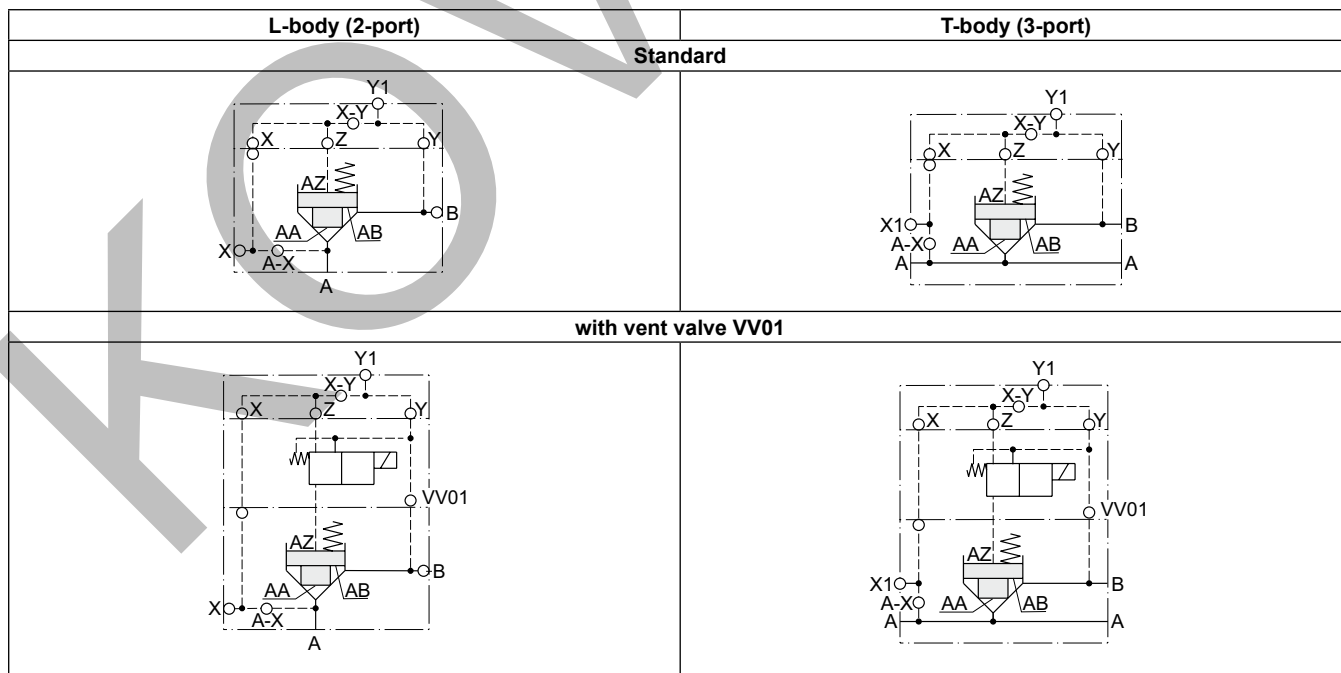 L-body (2-port)
T-body (3-port)
Standard
Y1
X-Y
X
Z
Y
AZ
B
AA
AB
X
A-X
A
Y1
X-Y
X
Z
Y
AZ
X1
B
A-X
AA
AB
A
A
with vent valve VV01
Y1
X-Y
X
Z
Y
VV01
AZ
B
AA
AB
X
A-X
A
Y1
X-Y
X
Z
Y
VV01
AZ
X1
B
A-X
AA
AB
A
A